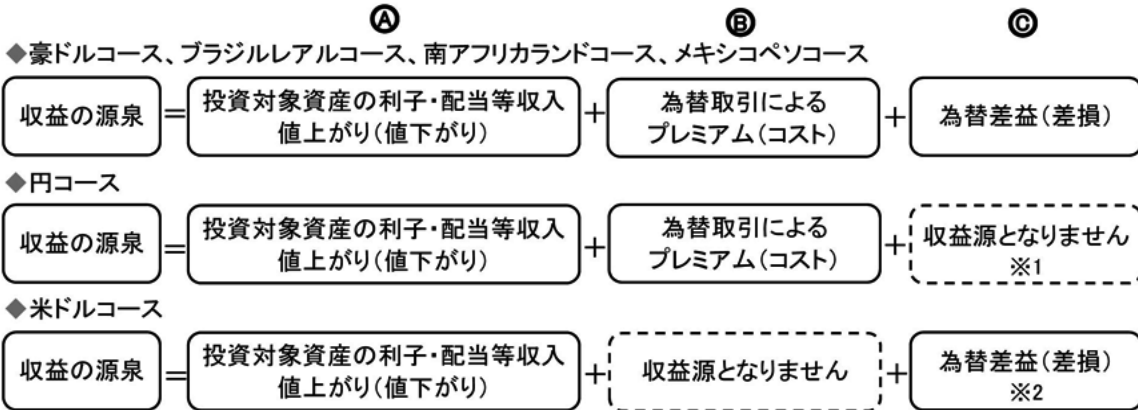 Ⓐ Ⓑ Ⓒ
◆豪ドルコース、ブラジルレアルコース、南アフリカランドコース、メキシコペソコース
収益の源泉 = 投資対象資産の利子・配当等収入 + 為替取引による + 為替差益(差損)
値上がり(値下がり) プレミアム(コスト)
◆円コース
収益の源泉 = 投資対象資産の利子・配当等収入 + 為替取引による + 収益源となりません
値上がり(値下がり) プレミアム(コスト) ※1
◆米ドルコース
収益の源泉 = 投資対象資産の利子・配当等収入 + 収益源となりません + 為替差益(差損)
値上がり(値下がり) ※2